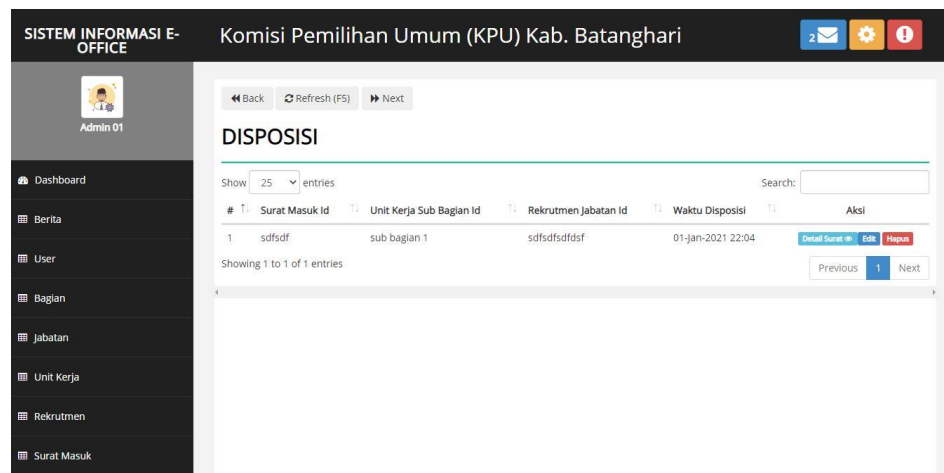 SISTEM INFORMASI E-
OFFICE
Komisi Pemilihan Umum (KPU) Kab. Batanghari
2
Admin 01
Dashboard
Berita
User
Bagian
Jabatan
Unit Kerja
Rekrutmen
Surat Masuk
Back Refresh (F5) Next
DISPOSISI
Show 25 entries Search:
# Surat Masuk Id Unit Kerja Sub Bagian Id Rekrutmen Jabatan Id Waktu Disposisi Aksi
1 sdfsdf sub bagian 1 sdfsdfsdfdsf 01-Jan-2021 22:04 Detail Surat Edit Hapus
Showing 1 to 1 of 1 entries
Previous 1 Next